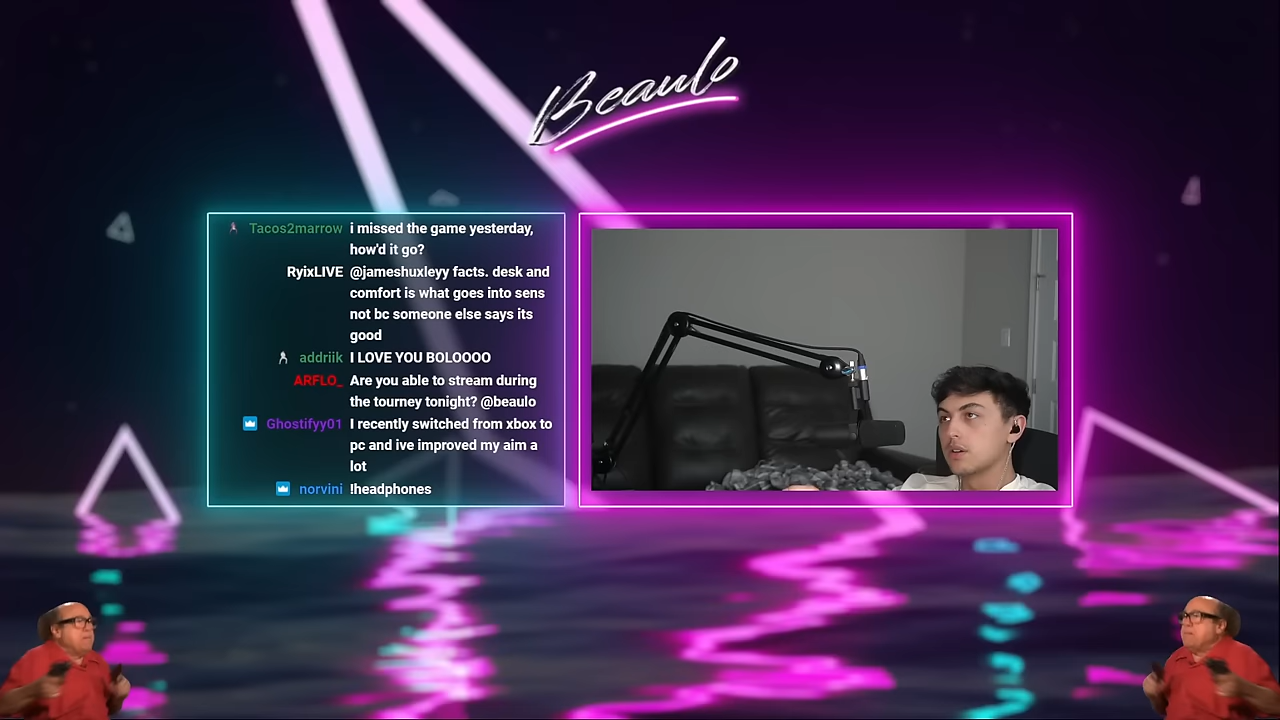 Beaulo
Tacos2marrow i missed the game yesterday,
how'd it go?
RyixLIVE @jameshuxleyy facts. desk and
comfort is what goes into sens
not bc someone else says its
good
addriik I LOVE YOU BOLOOOO
ARFLO_ Are you able to stream during
the tourney tonight? @beaulo
Ghostifyy01 I recently switched from xbox to
pc and ive improved my aim a
lot
norvini !headphones